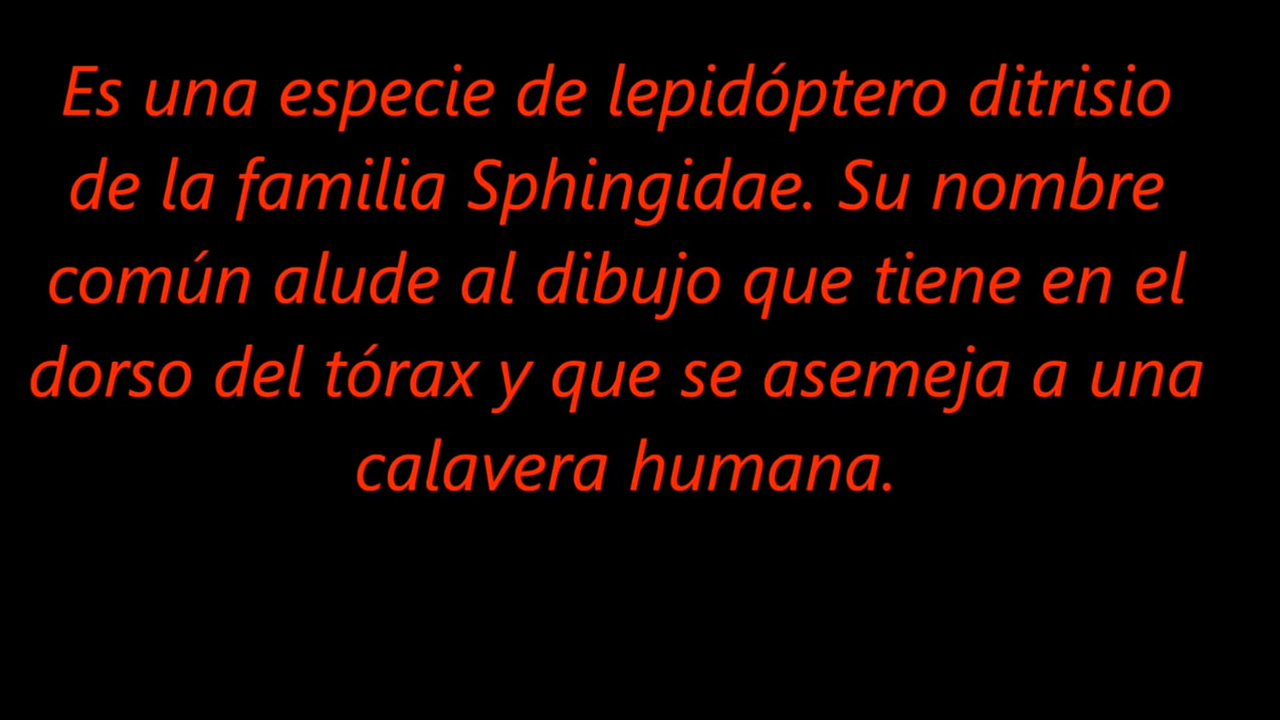 Es una especie de lepidóptero ditrisio
de la familia Sphingidae. Su nombre
común alude al dibujo que tiene en el
dorso del tórax y que se asemeja a una
calavera humana.